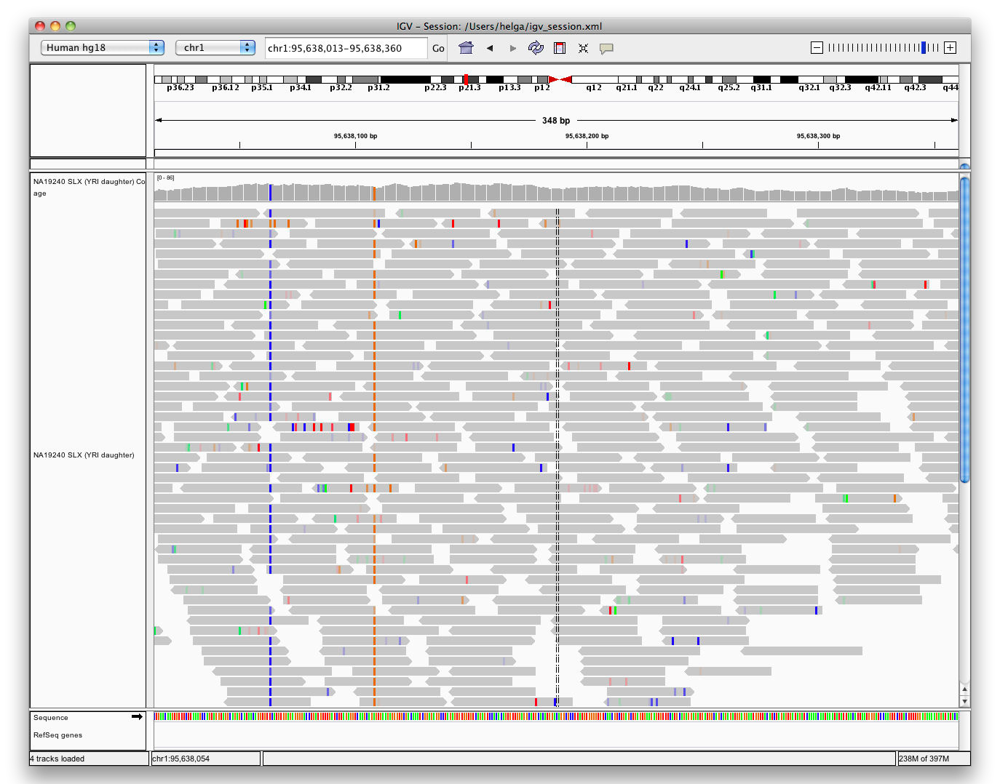 IGV - Session: /Users/helga/igv_session.xml
Human hg18 chr1 chr1:95,638,013-95,638,360 Go
p36.23 p36.12 p35.1 p34.1 p32.2 p31.2 p22.3 p21.3 p13.3 p12 q12 q21.1 q22 q24.1 q25.2 q31.1 q32.1 q32.3 q42.11 q42.3 q44
348 bp
95,638,100 bp 95,638,200 bp 95,638,300 bp
NA19240 SLX (YRI daughter) Co
age
[0 - 86]
NA19240 SLX (YRI daughter)
Sequence
RefSeq genes
4 tracks loaded chr1:95,638,054 238M of 397M